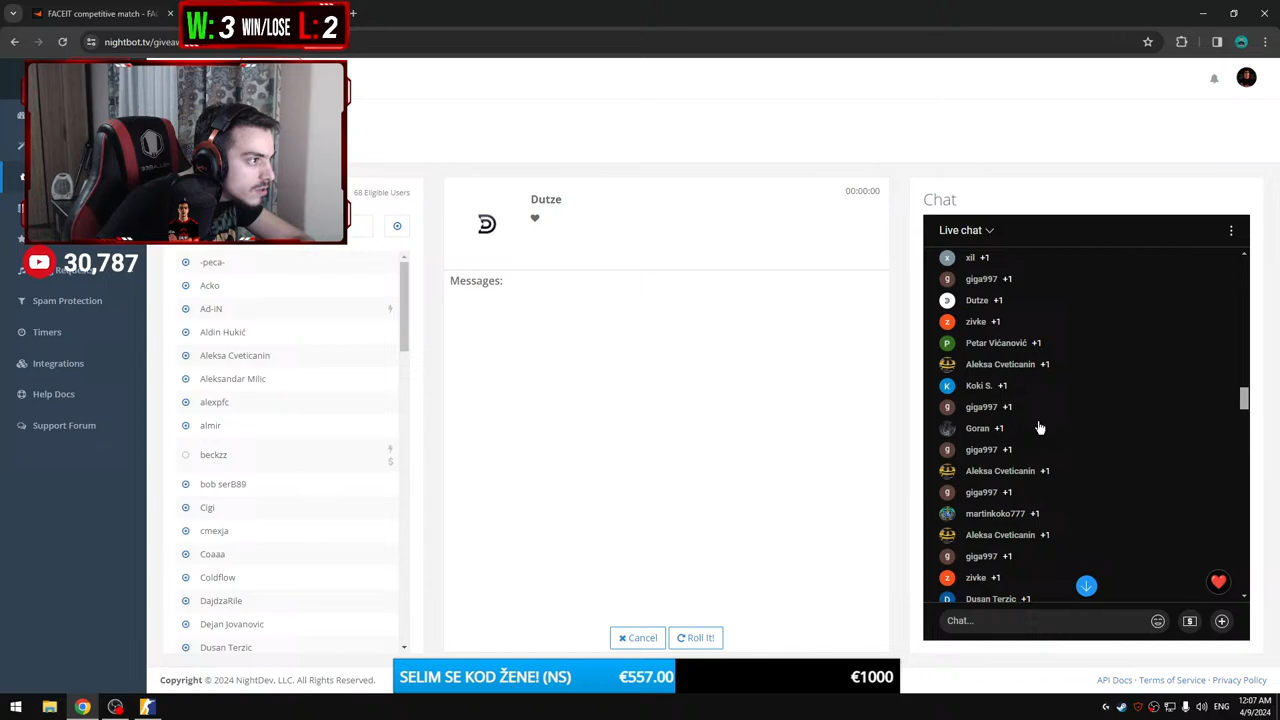 FACEIT competitive match -
W: 3 WIN/LOSE L: 2
nightbot.tv/giveaw
30,787
Spam Protection
Timers
Integrations
Help Docs
Support Forum
68 Eligible Users
-peca-
Acko
Ad-iN
Aldin Hukić
Aleksa Cveticanin
Aleksandar Milic
alexpfc
almir
beckzz
$
bob serB89
Cigi
cmexja
Coaaa
Coldflow
DajdzaRile
Dejan Jovanovic
Dusan Terzic
Dutze
00:00:00
Messages:
Cancel
Roll It!
Chat
Live chat
x xil +1
g giga997 +1
Dutze +1
z zivke +1
P Petar Vićanović +1
Aleksa Cveticanin +1
K Koki S. +1
g giga997 +1
Goran +1
g giga997 +1
Aleksa Cveticanin +1
g giga997 +1
martinkoko777 +1
Aleksa Cveticanin +1
g giga997 +1
z zivke +1
D Dusan Terzic +1
Chat...
Copyright © 2024 NightDev, LLC. All Rights Reserved.
SELIM SE KOD ŽENE! (NS) €557.00 €1000
API Docs - Terms of Service - Privacy Policy
12:07 AM
4/9/2024